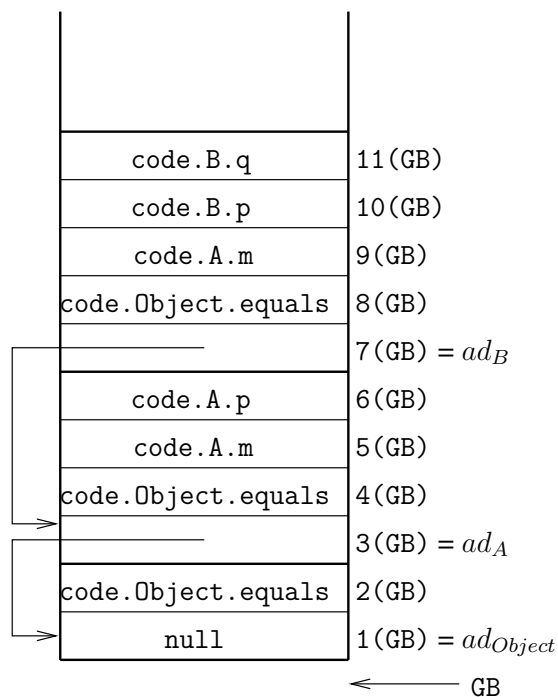 code.B.q 11(GB)
code.B.p 10(GB)
code.A.m 9(GB)
code.Object.equals 8(GB)
7(GB) = ad_B
code.A.p 6(GB)
code.A.m 5(GB)
code.Object.equals 4(GB)
3(GB) = ad_A
code.Object.equals 2(GB)
null 1(GB) = ad_Object
GB